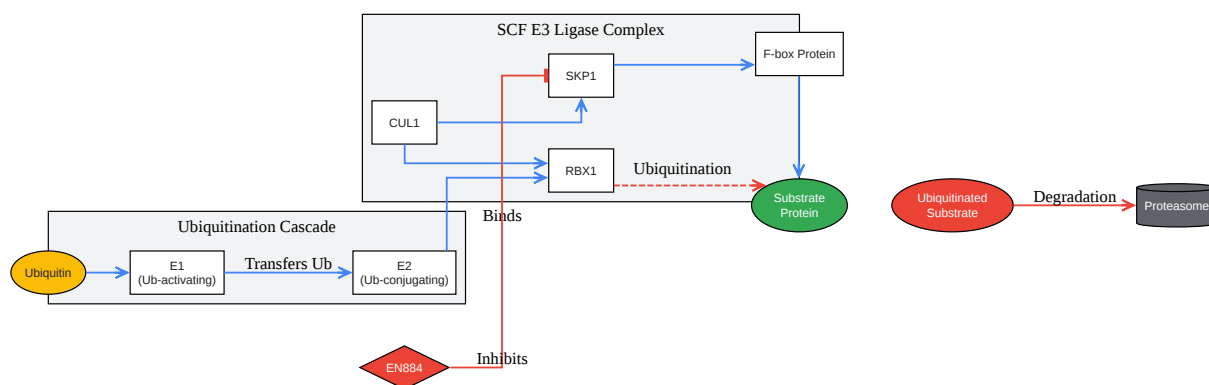 SCF E3 Ligase Complex
F-box Protein
SKP1
CUL1
RBX1
Ubiquitination
Substrate
Protein
Ubiquitinated
Substrate
Degradation
Proteasome
Binds
Ubiquitination Cascade
Ubiquitin
E1
(Ub-activating)
Transfers Ub
E2
(Ub-conjugating)
EN884
Inhibits